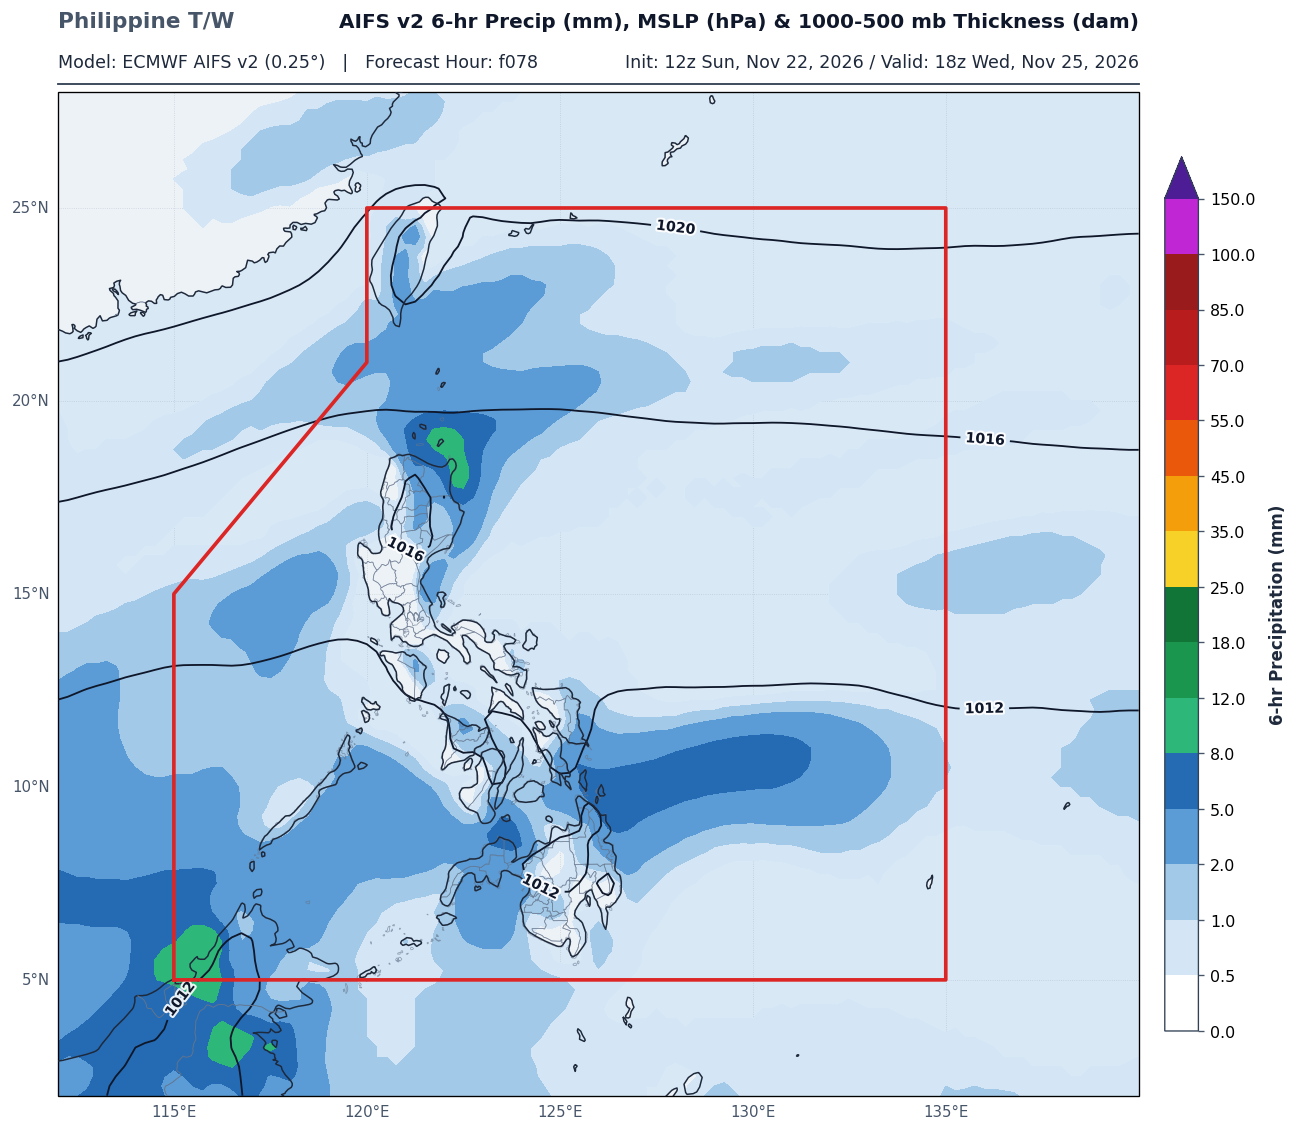 Philippine T/W
AIFS v2 6-hr Precip (mm), MSLP (hPa) & 1000-500 mb Thickness (dam)
Model: ECMWF AIFS v2 (0.25°)   |   Forecast Hour: f078
Init: 12z Sun, Nov 22, 2026 / Valid: 18z Wed, Nov 25, 2026
25°N
20°N
15°N
10°N
5°N
115°E
120°E
125°E
130°E
135°E
1020
1016
1016
1012
1012
1012
150.0
100.0
85.0
70.0
55.0
45.0
35.0
25.0
18.0
12.0
8.0
5.0
2.0
1.0
0.5
0.0
6-hr Precipitation (mm)